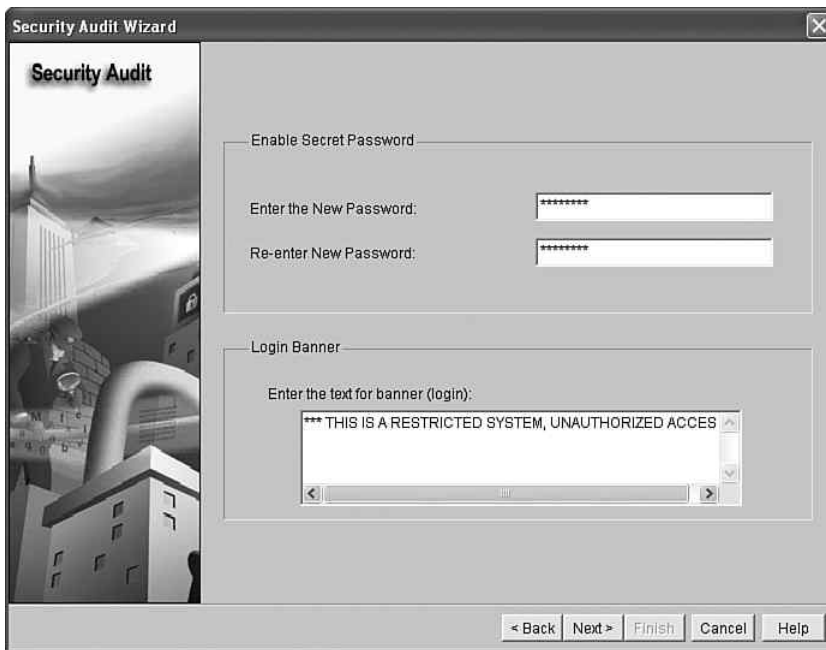 Security Audit Wizard
Security Audit
Enable Secret Password
Enter the New Password: ********
Re-enter New Password: ********
Login Banner
Enter the text for banner (login):
*** THIS IS A RESTRICTED SYSTEM, UNAUTHORIZED ACCES
< Back Next > Finish Cancel Help